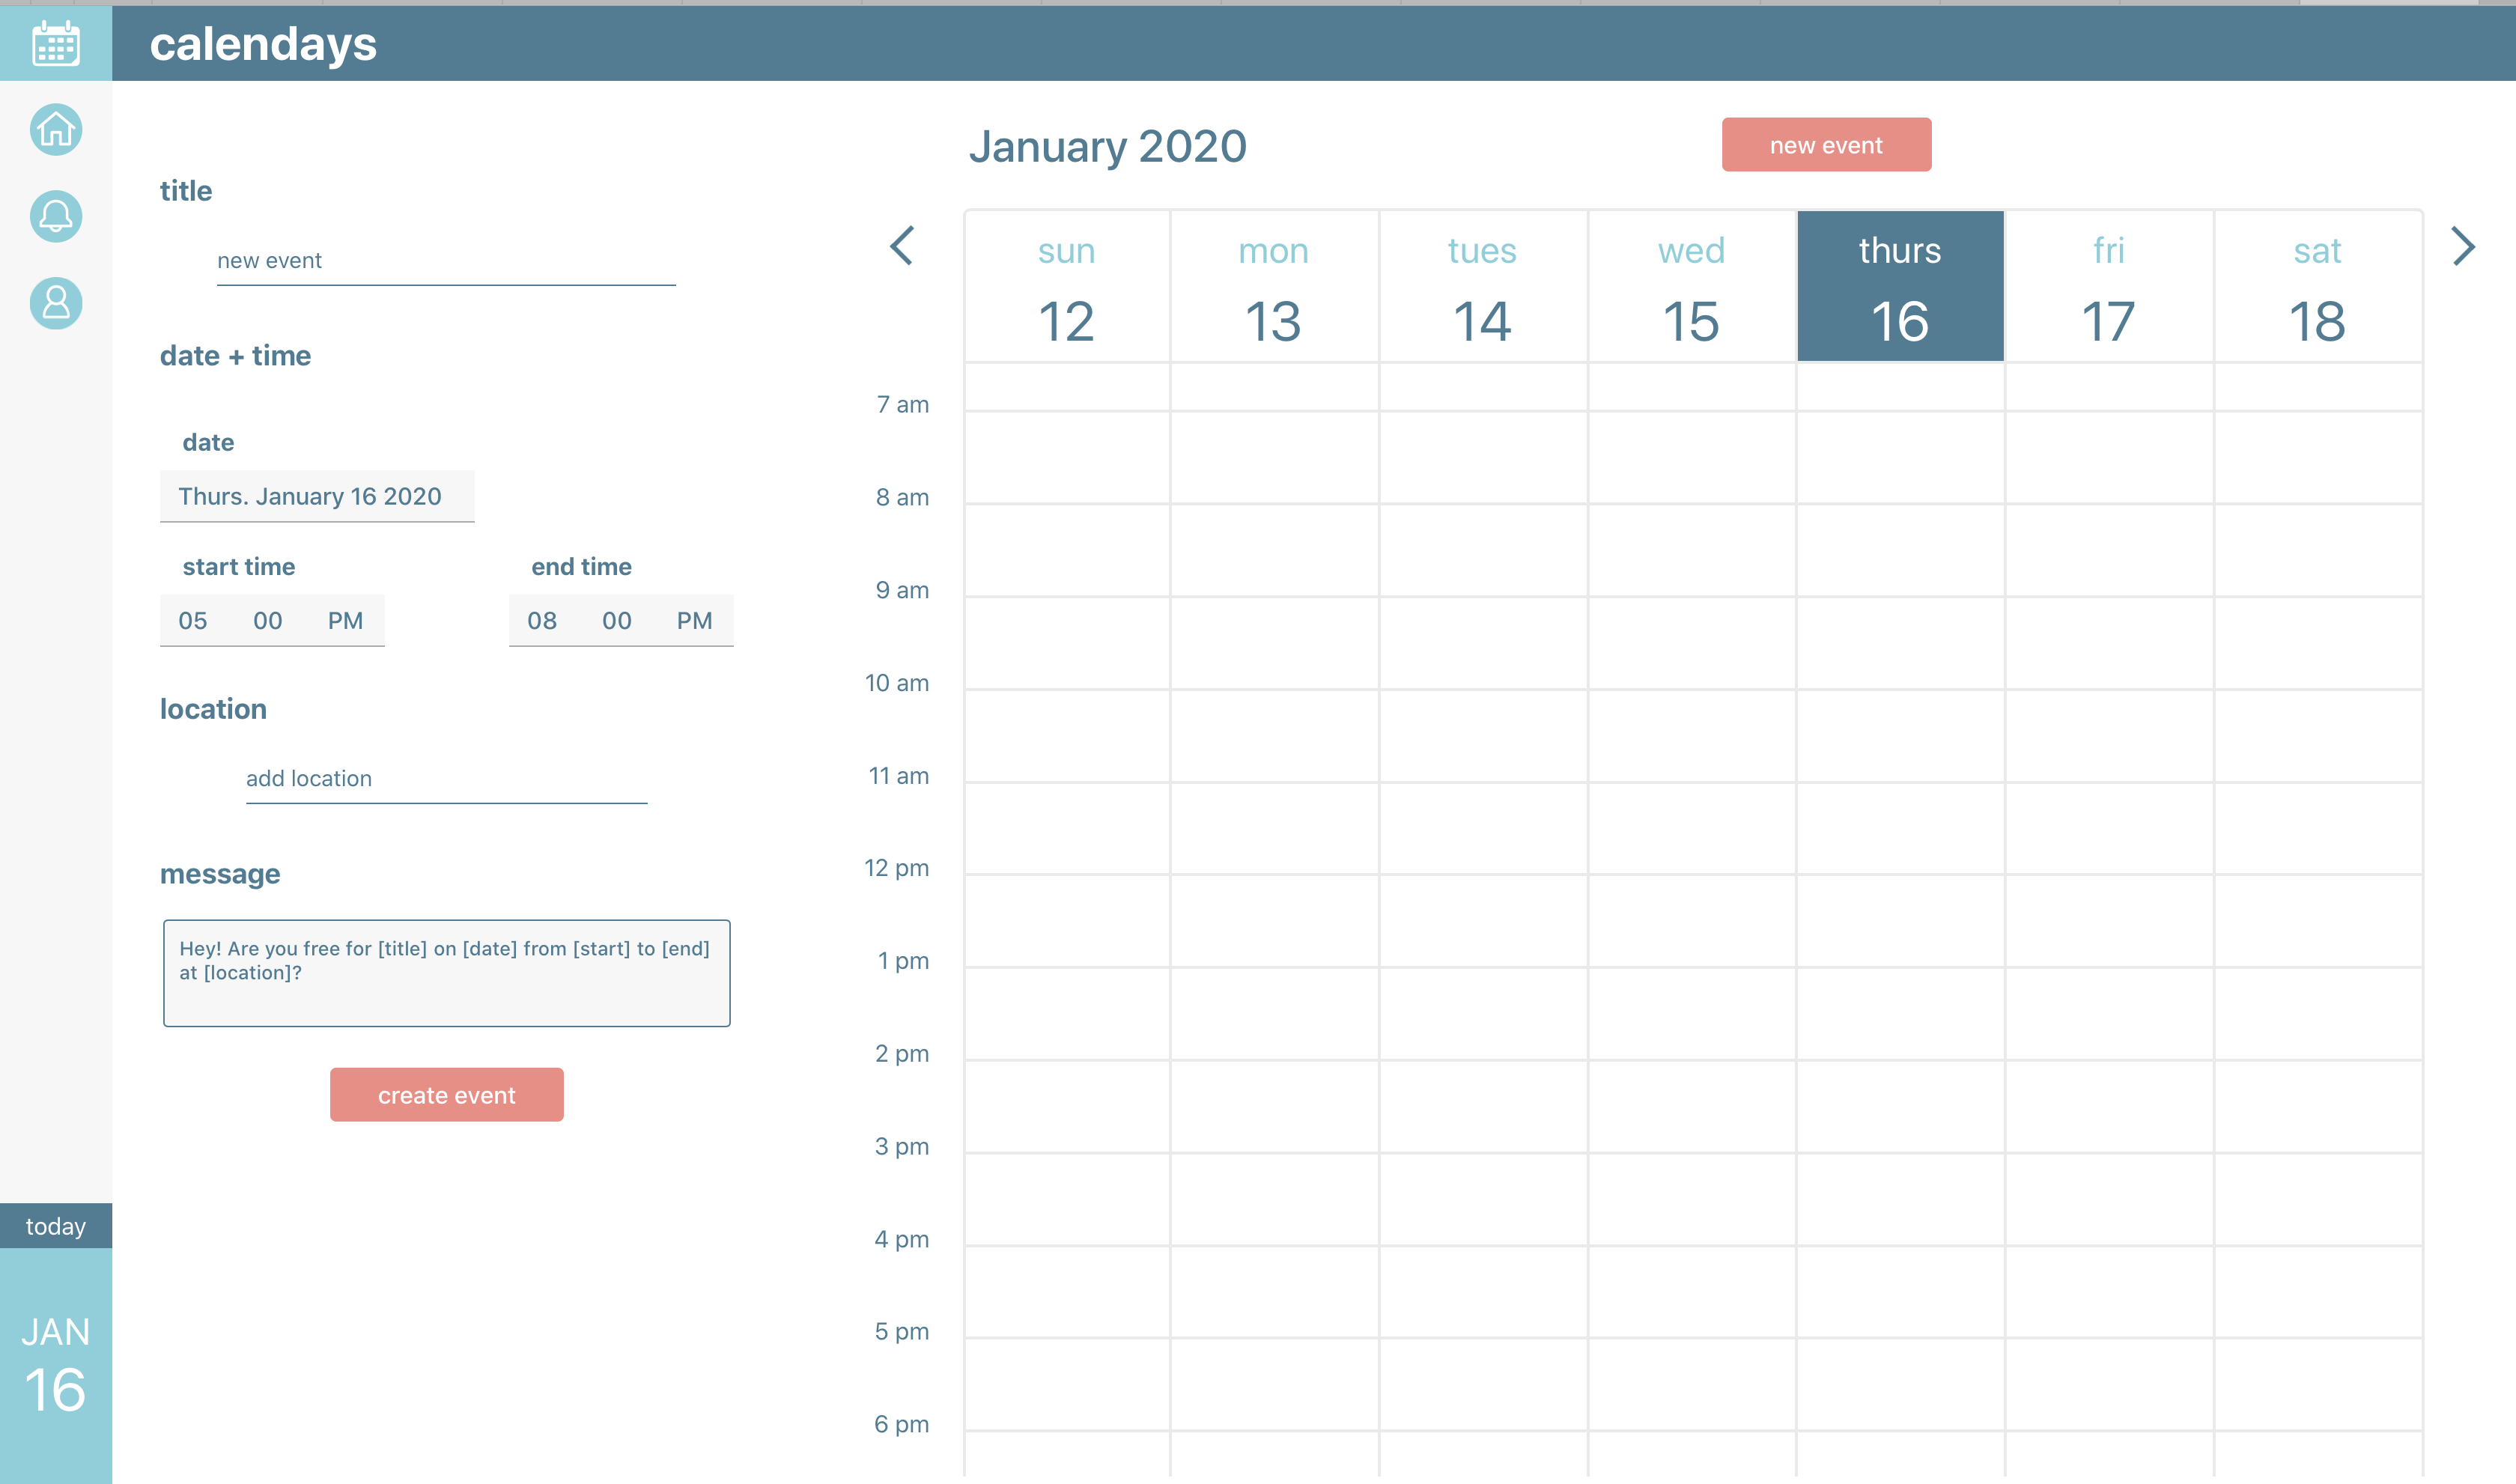 calendays
title
new event
date + time
date
Thurs. January 16 2020
start time end time
05 00 PM 08 00 PM
location
add location
message
Hey! Are you free for [title] on [date] from [start] to [end]
at [location]?
create event
today
JAN
16
January 2020
new event
sun mon tues wed thurs fri sat
12 13 14 15 16 17 18
7 am
8 am
9 am
10 am
11 am
12 pm
1 pm
2 pm
3 pm
4 pm
5 pm
6 pm